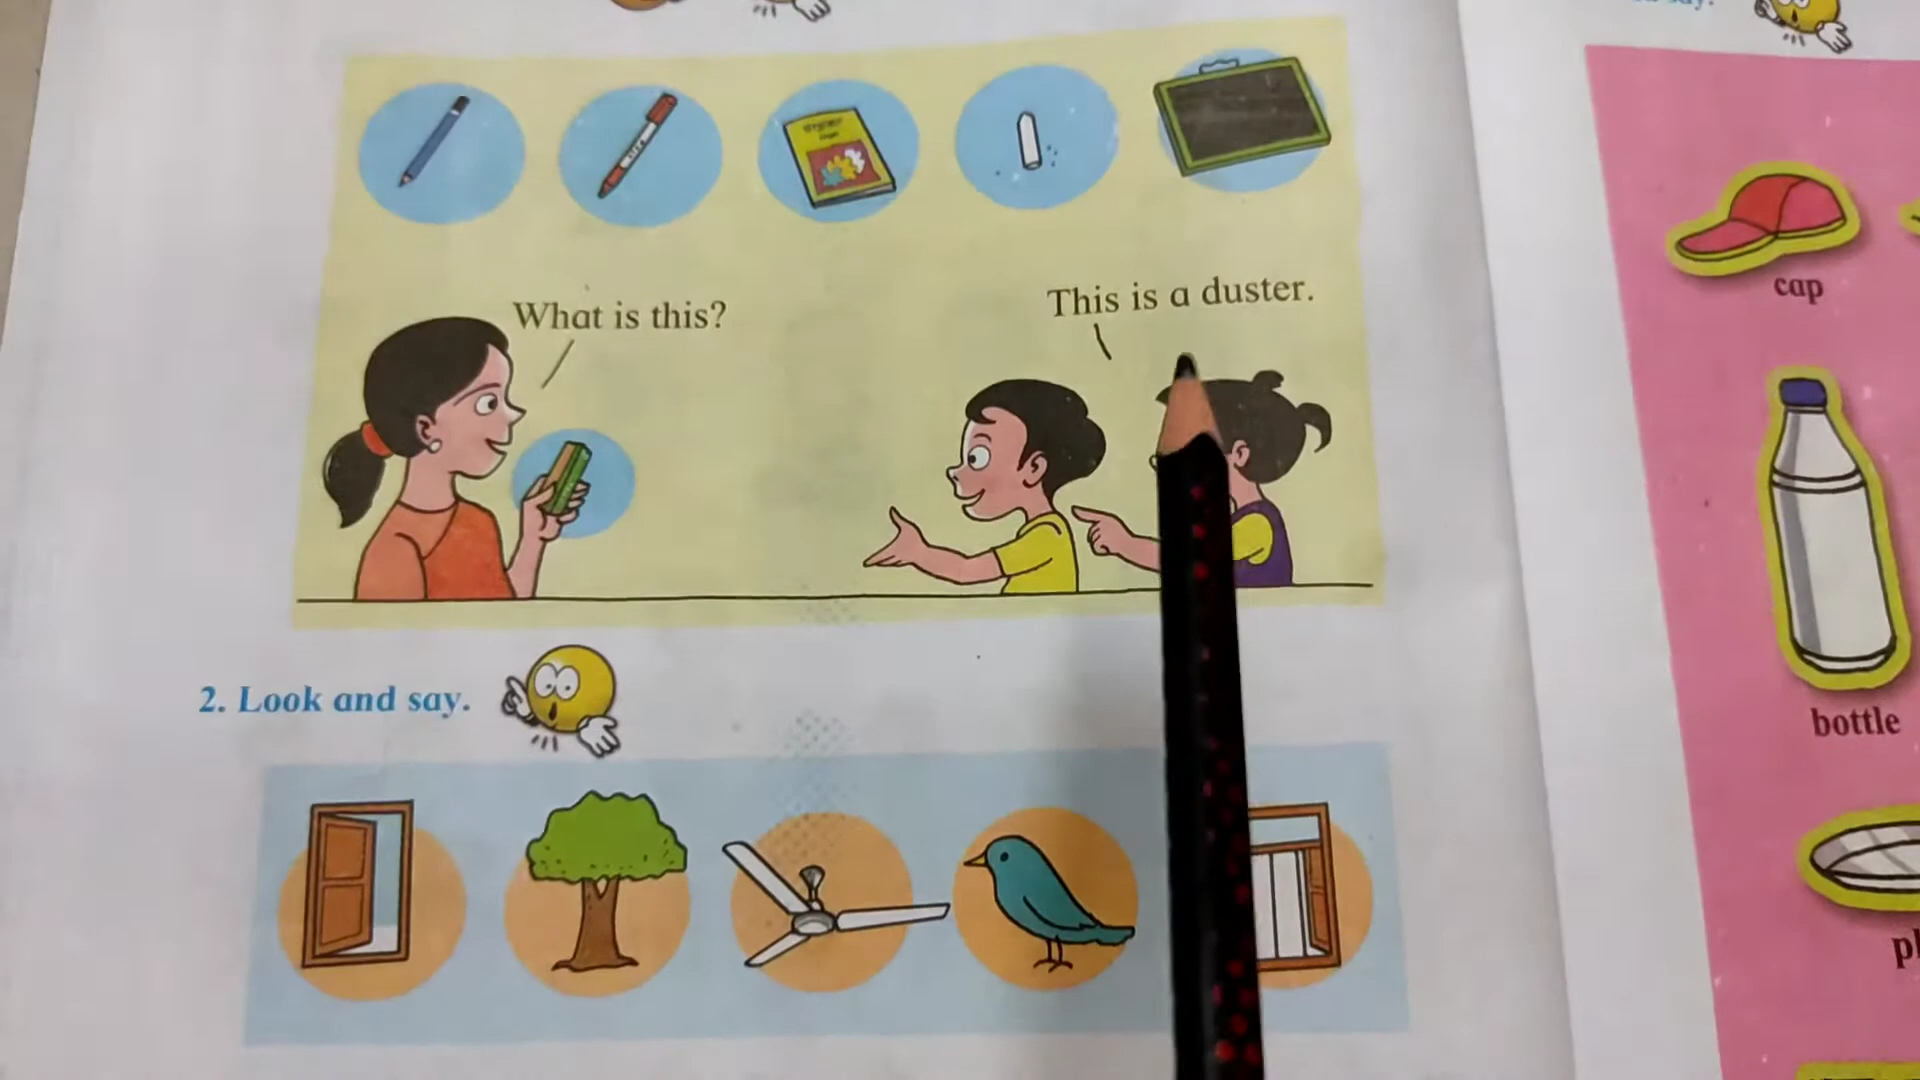 What is this?
This is a duster.
2. Look and say.
cap
bottle